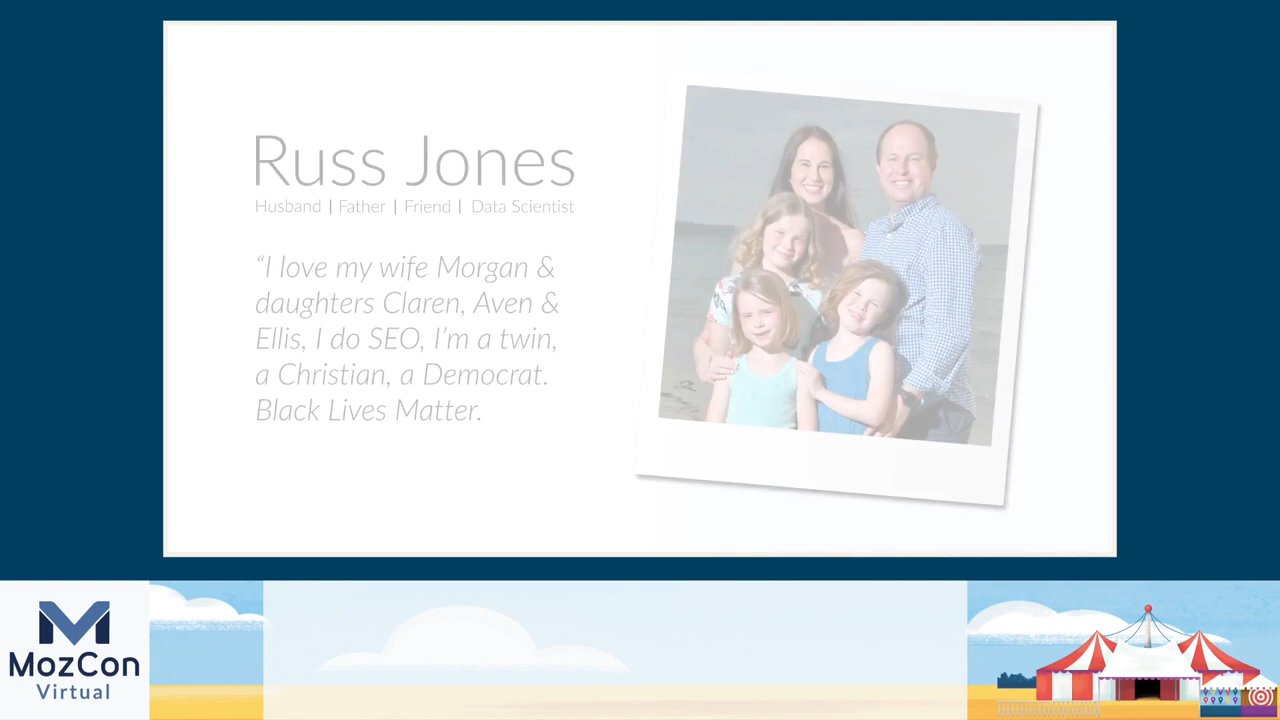 Russ Jones
Husband | Father | Friend | Data Scientist
“I love my wife Morgan &
daughters Claren, Aven &
Ellis, I do SEO, I’m a twin,
a Christian, a Democrat.
Black Lives Matter.
MozCon
Virtual